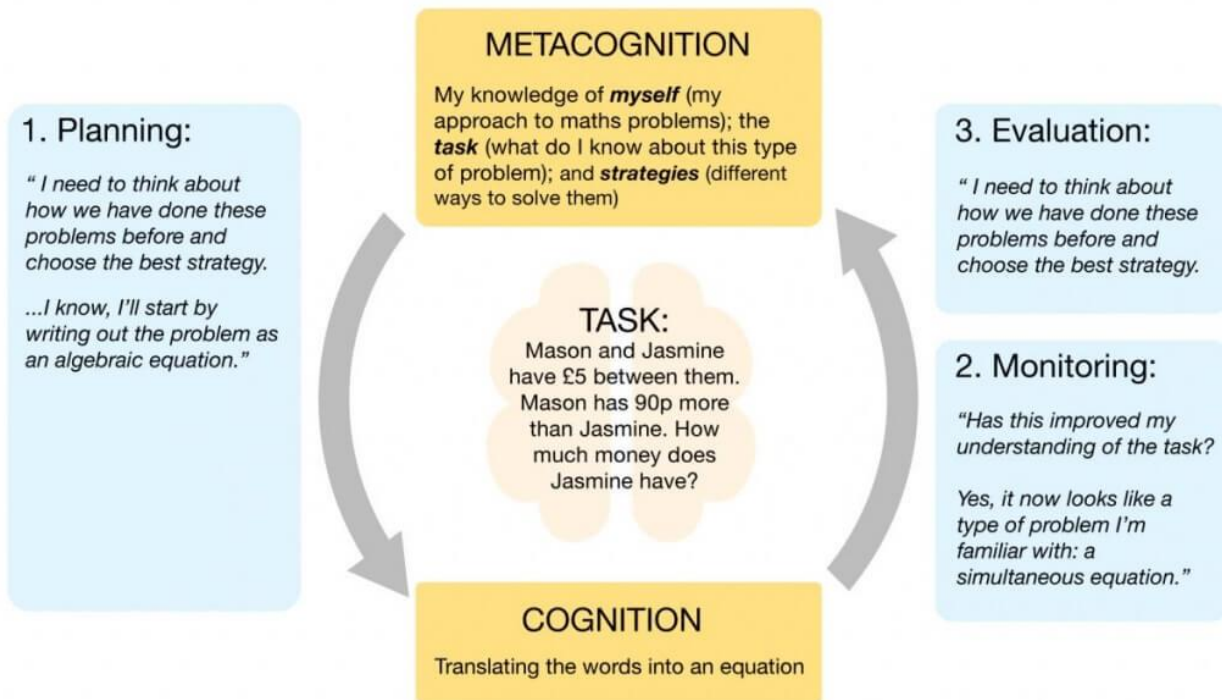 METACOGNITION
My knowledge of myself (my
approach to maths problems); the
task (what do I know about this type
of problem); and strategies (different
ways to solve them)
1. Planning:
“ I need to think about
how we have done these
problems before and
choose the best strategy.
...I know, I’ll start by
writing out the problem as
an algebraic equation.”
TASK:
Mason and Jasmine
have £5 between them.
Mason has 90p more
than Jasmine. How
much money does
Jasmine have?
3. Evaluation:
“ I need to think about
how we have done these
problems before and
choose the best strategy.
2. Monitoring:
“Has this improved my
understanding of the task?
Yes, it now looks like a
type of problem I’m
familiar with: a
simultaneous equation.”
COGNITION
Translating the words into an equation